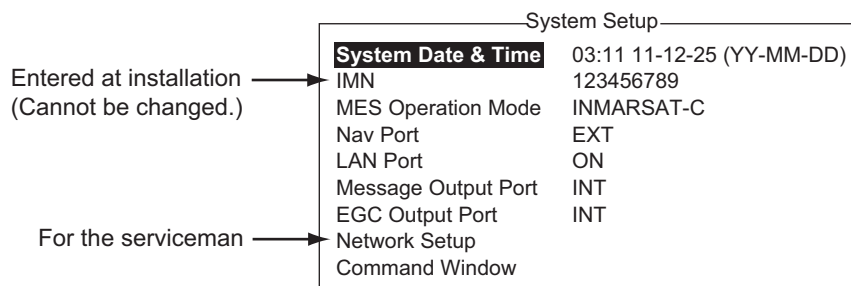 System Setup
System Date & Time 03:11 11-12-25 (YY-MM-DD)
Entered at installation
(Cannot be changed.)
IMN 123456789
MES Operation Mode INMARSAT-C
Nav Port EXT
LAN Port ON
Message Output Port INT
EGC Output Port INT
For the serviceman
Network Setup
Command Window